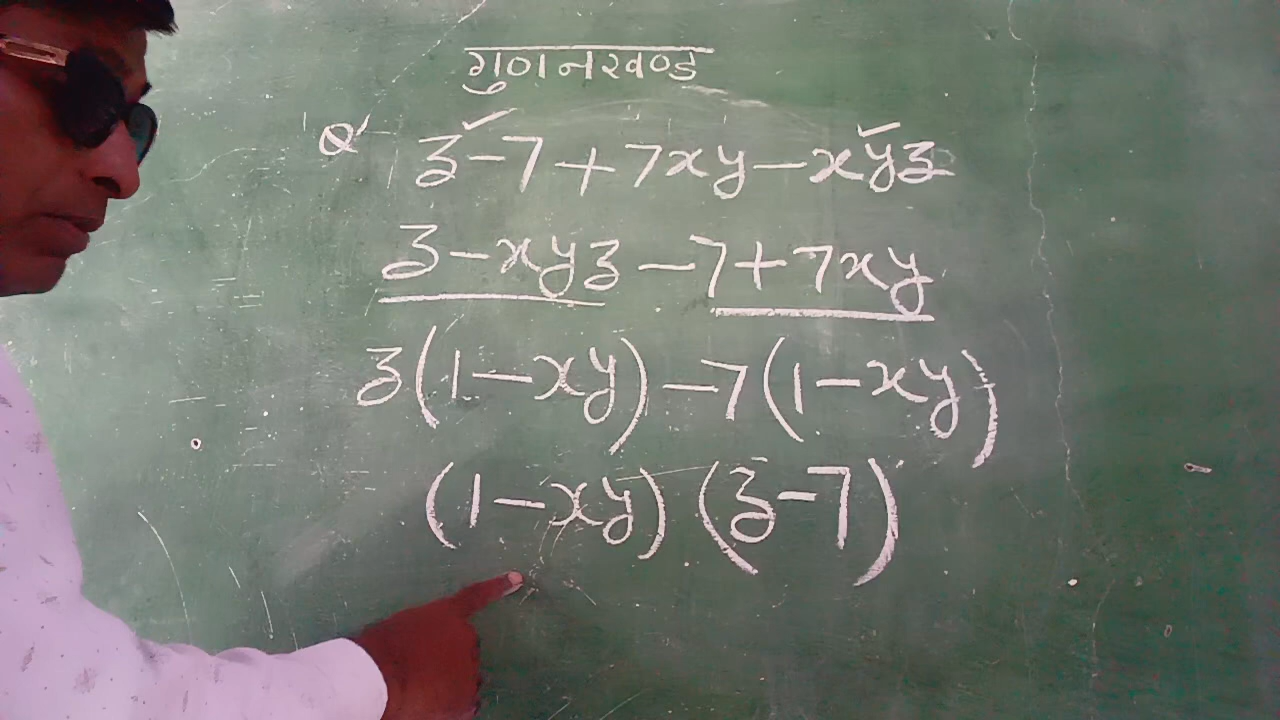 गुणनखण्ड
Q z - 7 + 7xy - xyz
z - xyz - 7 + 7xy
z(1 - xy) - 7(1 - xy)
(1 - xy) (z - 7)